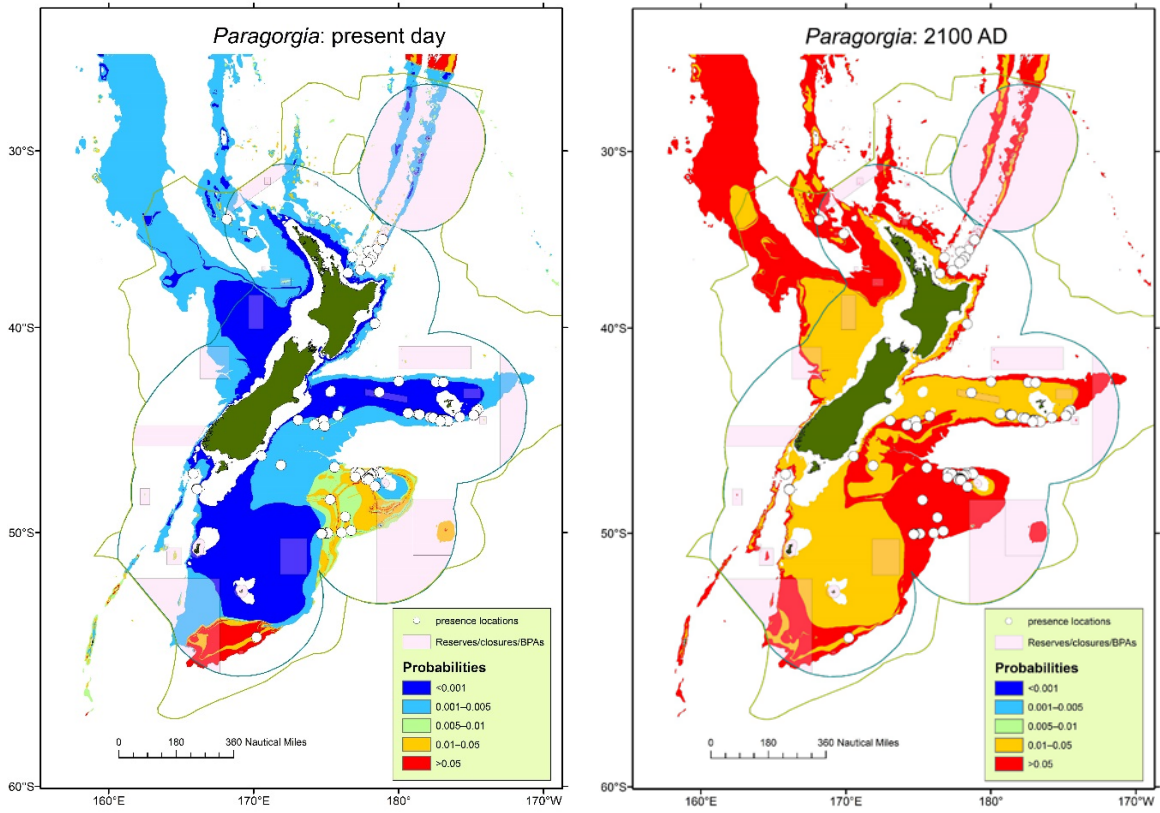 Paragorgia: present day
30°S
40°S
50°S
60°S
160°E
170°E
180°
170°W
0
180
360 Nautical Miles
presence locations
Reserves/closures/BPAs
Probabilities
<0.001
0.001–0.005
0.005–0.01
0.01–0.05
>0.05
Paragorgia: 2100 AD
30°S
40°S
50°S
60°S
160°E
170°E
180°
170°W
0
180
360 Nautical Miles
presence locations
Reserves/closures/BPAs
Probabilities
<0.001
0.001–0.005
0.005–0.01
0.01–0.05
>0.05